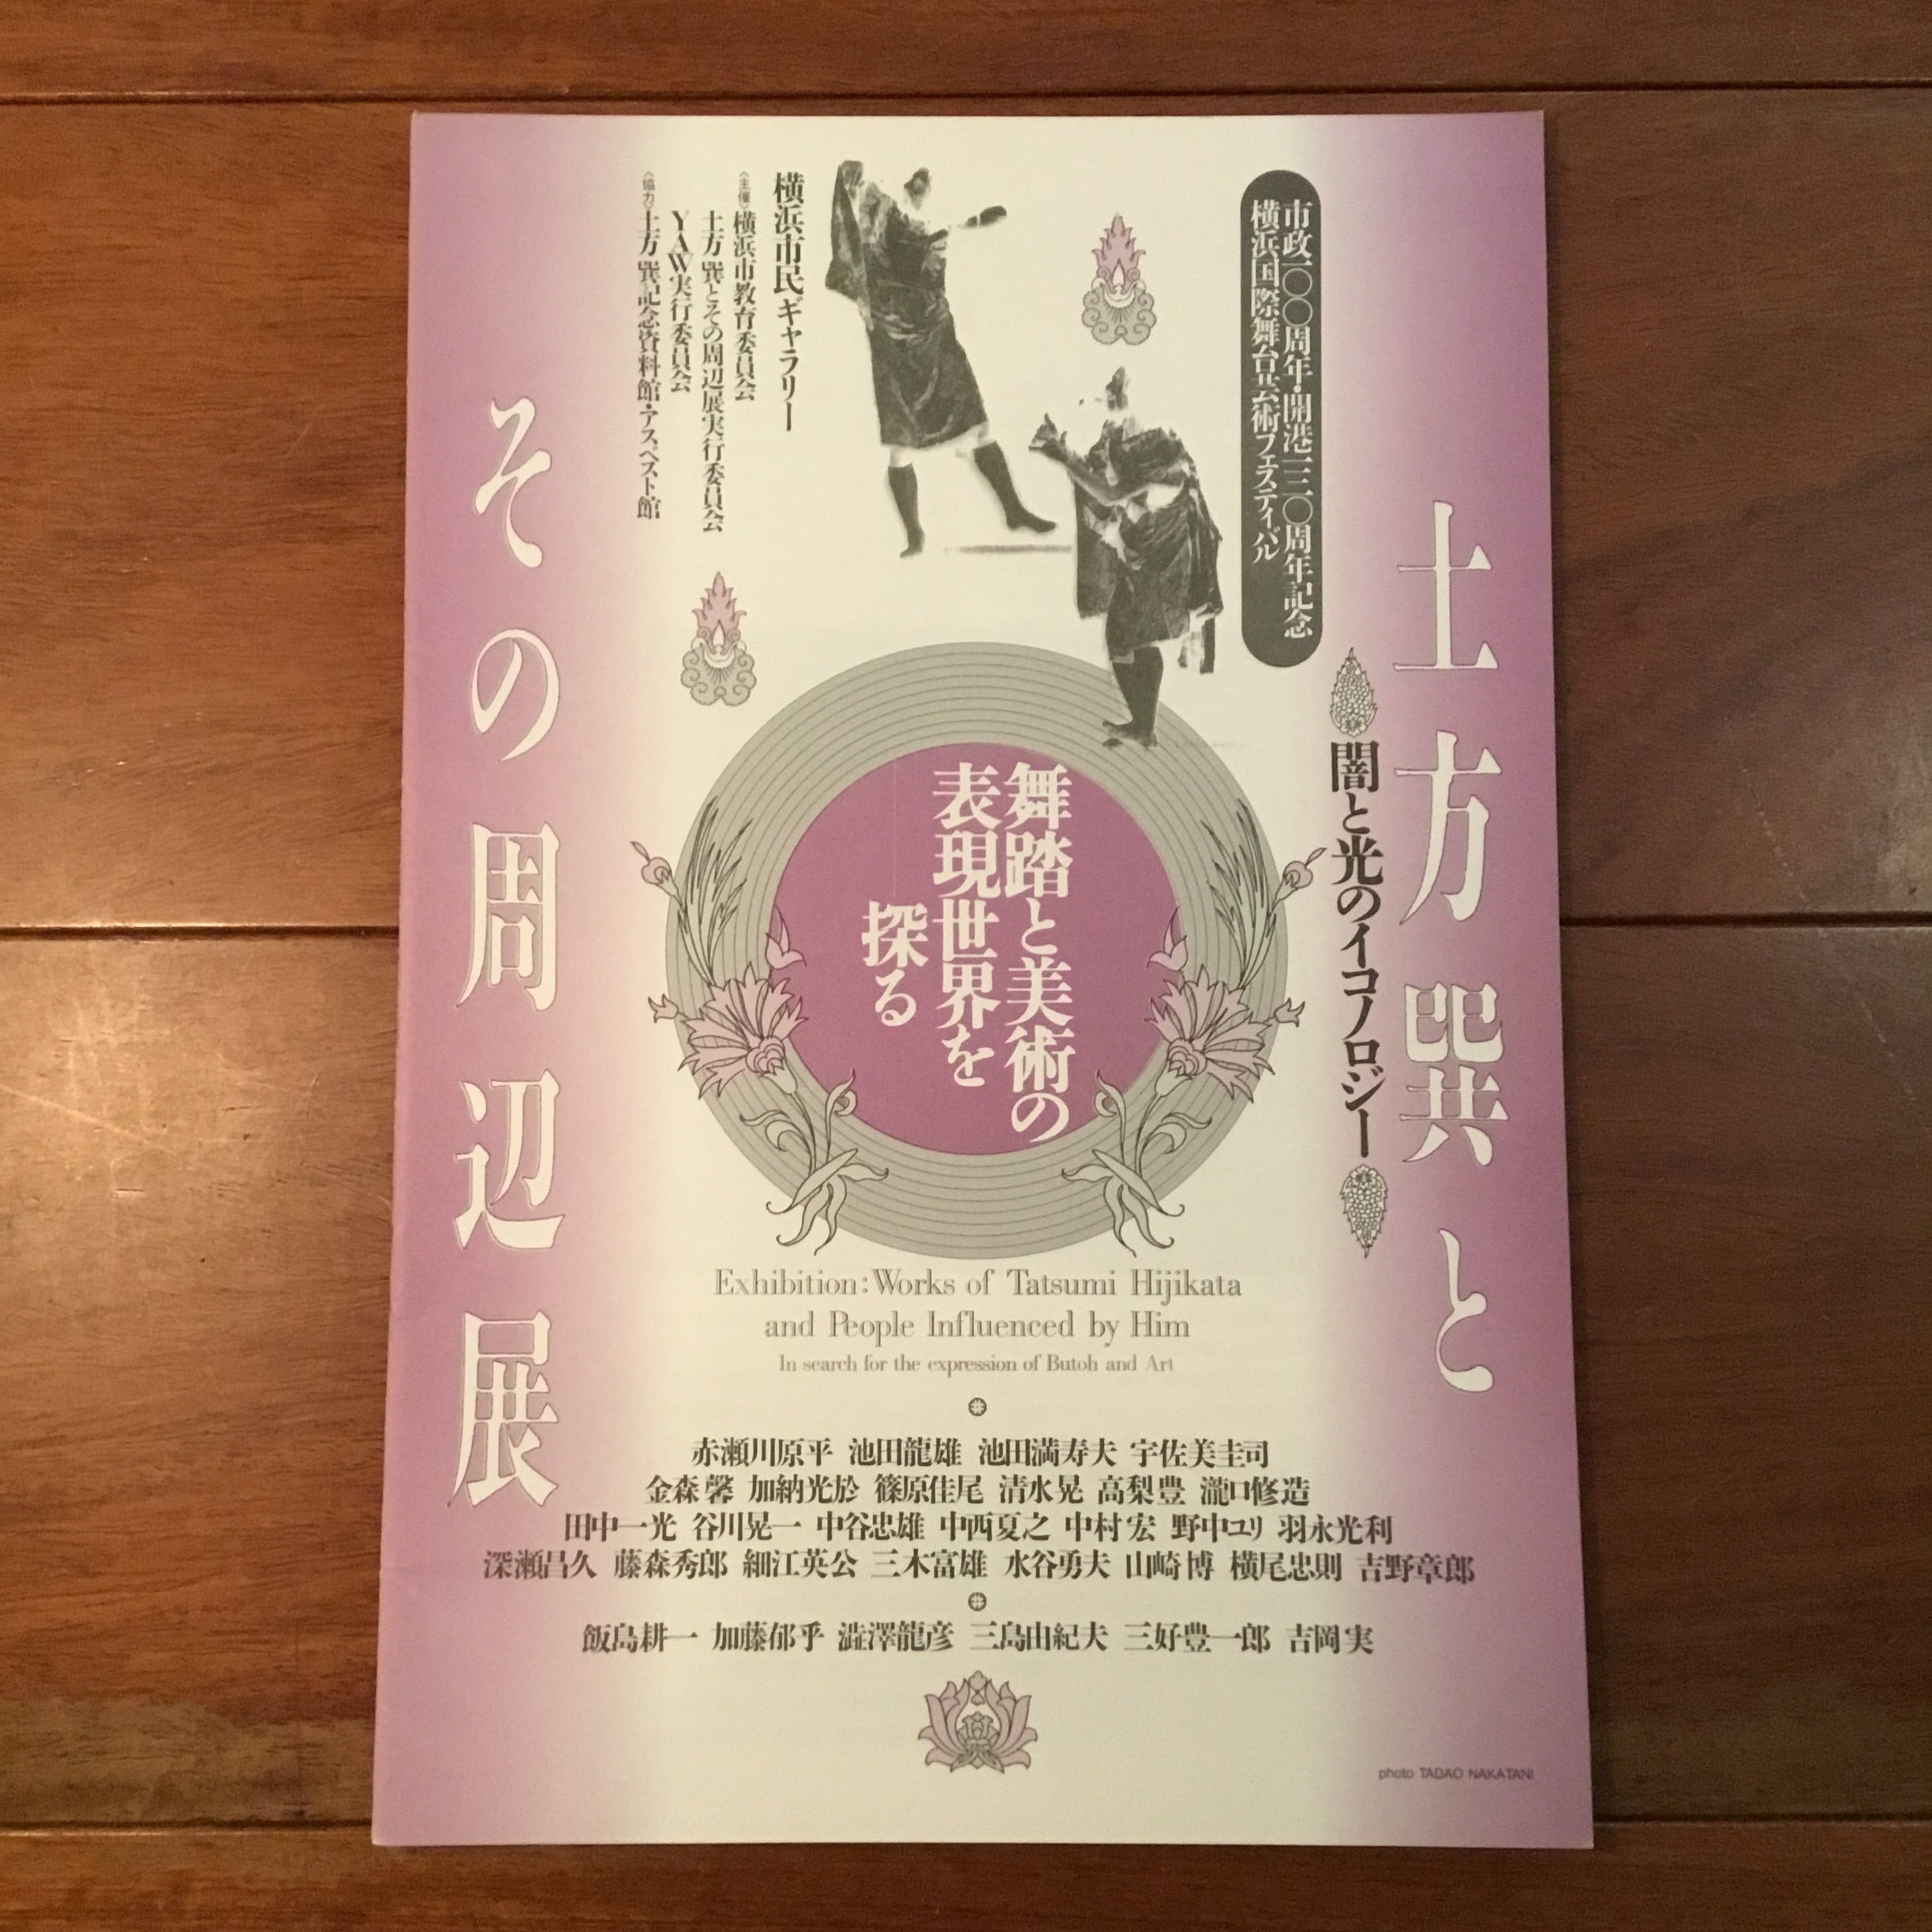 市政一〇〇周年・開港一三〇周年記念
横浜国際舞台芸術フェスティバル
土方巽と
闇と光のイコノロジー
その周辺展
横浜市民ギャラリー
〈主催〉横浜市教育委員会
土方巽とその周辺展実行委員会
YAW実行委員会
〈協力〉土方巽記念資料館・アスベスト館
舞踏と美術の
表現世界を
探る
Exhibition:Works of Tatsumi Hijikata
and People Influenced by Him
In search for the expression of Butoh and Art
赤瀬川原平 池田龍雄 池田満寿夫 宇佐美圭司
金森馨 加納光於 篠原佳尾 清水晃 高梨豊 瀧口修造
田中一光 谷川晃一 中谷忠雄 中西夏之 中村宏 野中ユリ 羽永光利
深瀬昌久 藤森秀郎 細江英公 三木富雄 水谷勇夫 山崎博 横尾忠則 吉野章郎
飯島耕一 加藤郁乎 澁澤龍彦 三島由紀夫 三好豊一郎 吉岡実
photo TADAO NAKATANI